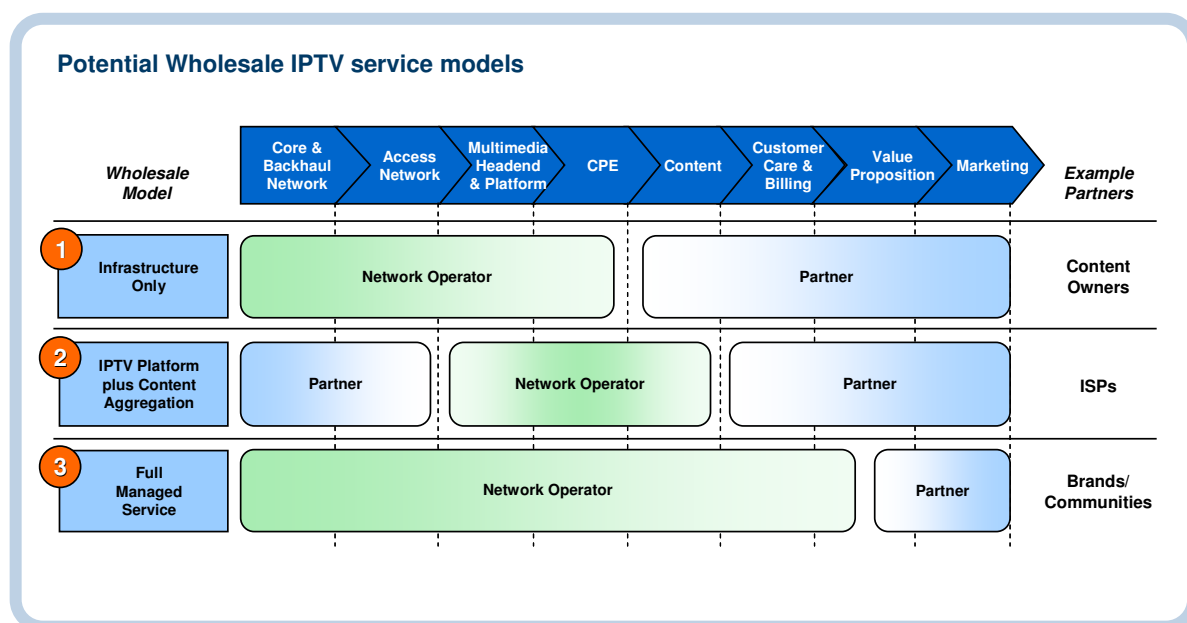 Potential Wholesale IPTV service models
Wholesale
Model
Core &
Backhaul
Network
Access
Network
Multimedia
Headend
& Platform
CPE
Content
Customer
Care &
Billing
Value
Proposition
Marketing
Example
Partners
1
Infrastructure
Only
Network Operator
Partner
Content
Owners
2
IPTV Platform
plus Content
Aggregation
Partner
Network Operator
Partner
ISPs
3
Full
Managed
Service
Network Operator
Partner
Brands/
Communities